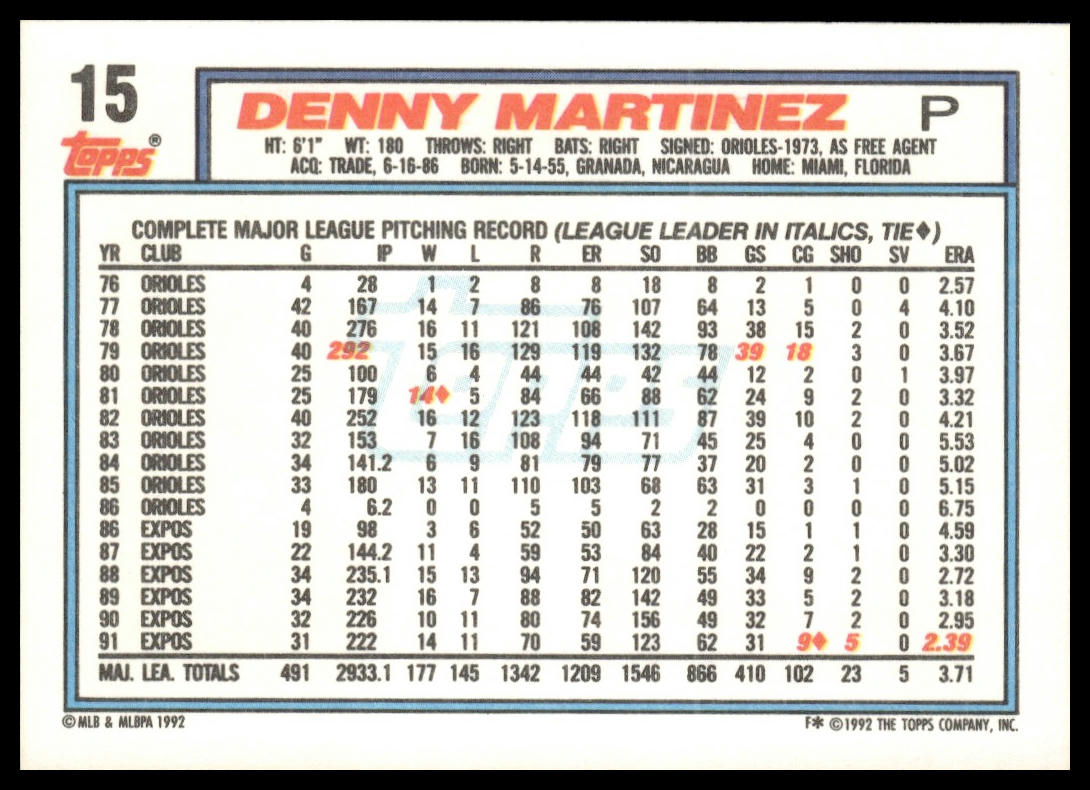 15
DENNY MARTINEZ P
Topps®
HT: 6'1" WT: 180 THROWS: RIGHT BATS: RIGHT SIGNED: ORIOLES-1973, AS FREE AGENT
ACQ: TRADE, 6-16-86 BORN: 5-14-55, GRANADA, NICARAGUA HOME: MIAMI, FLORIDA
COMPLETE MAJOR LEAGUE PITCHING RECORD (LEAGUE LEADER IN ITALICS, TIE♦)
YR CLUB G IP W L R ER SO BB GS CG SHO SV ERA
76 ORIOLES 4 28 1 2 8 8 18 8 2 1 0 0 2.57
77 ORIOLES 42 167 14 7 86 76 107 64 13 5 0 4 4.10
78 ORIOLES 40 276 16 11 121 108 142 93 38 15 2 0 3.52
79 ORIOLES 40 292 15 16 129 119 132 78 39 18 3 0 3.67
80 ORIOLES 25 100 6 4 44 44 42 44 12 2 0 1 3.97
81 ORIOLES 25 179 14♦ 5 84 66 88 62 24 9 2 0 3.32
82 ORIOLES 40 252 16 12 123 118 111 87 39 10 2 0 4.21
83 ORIOLES 32 153 7 16 108 94 71 45 25 4 0 0 5.53
84 ORIOLES 34 141.2 6 9 81 79 77 37 20 2 0 0 5.02
85 ORIOLES 33 180 13 11 110 103 68 63 31 3 1 0 5.15
86 ORIOLES 4 6.2 0 0 5 5 2 2 0 0 0 0 6.75
86 EXPOS 19 98 3 6 52 50 63 28 15 1 1 0 4.59
87 EXPOS 22 144.2 11 4 59 53 84 40 22 2 1 0 3.30
88 EXPOS 34 235.1 15 13 94 71 120 55 34 9 2 0 2.72
89 EXPOS 34 232 16 7 88 82 142 49 33 5 2 0 3.18
90 EXPOS 32 226 10 11 80 74 156 49 32 7 2 0 2.95
91 EXPOS 31 222 14 11 70 59 123 62 31 9♦ 5 0 2.39
MAJ. LEA. TOTALS 491 2933.1 177 145 1342 1209 1546 866 410 102 23 5 3.71
©MLB & MLBPA 1992 F* ©1992 THE TOPPS COMPANY, INC.